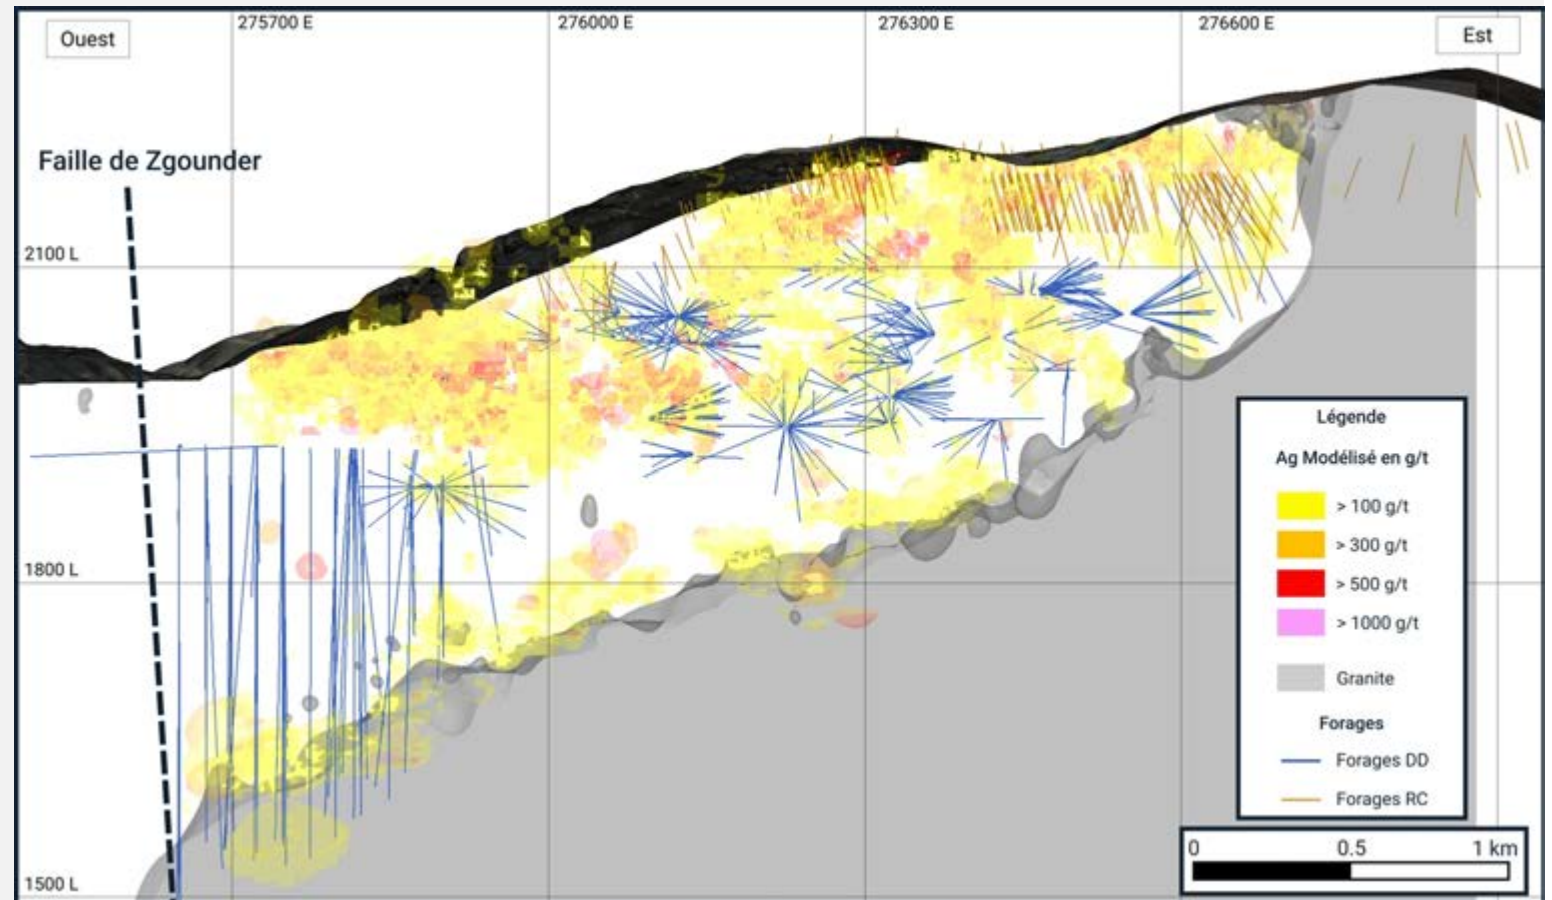 275700 E
276000 E
276300 E
276600 E
Ouest
Est
Faille de Zgounder
2100 L
1800 L
1500 L
Légende
Ag Modélisé en g/t
> 100 g/t
> 300 g/t
> 500 g/t
> 1000 g/t
Granite
Forages
Forages DD
Forages RC
0 0.5 1 km